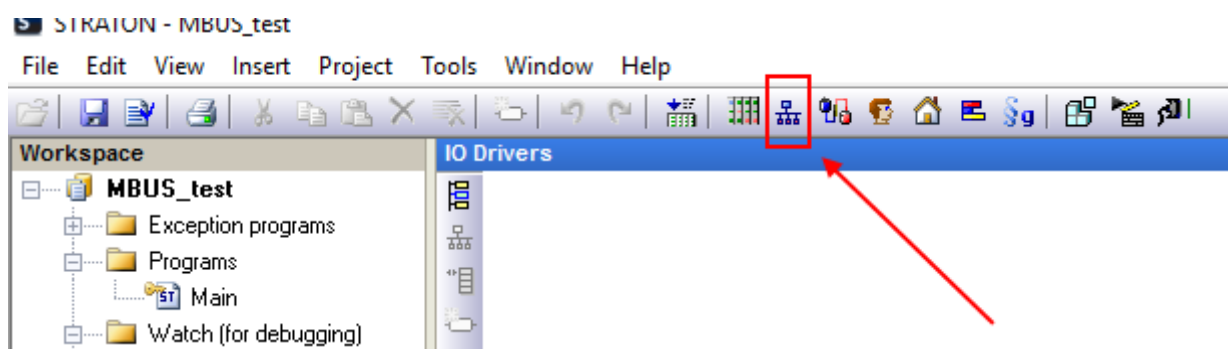 STRATON - MBUS_test
File Edit View Insert Project Tools Window Help
§g
Workspace
IO Drivers
MBUS_test
Exception programs
Programs
ST Main
Watch (for debugging)